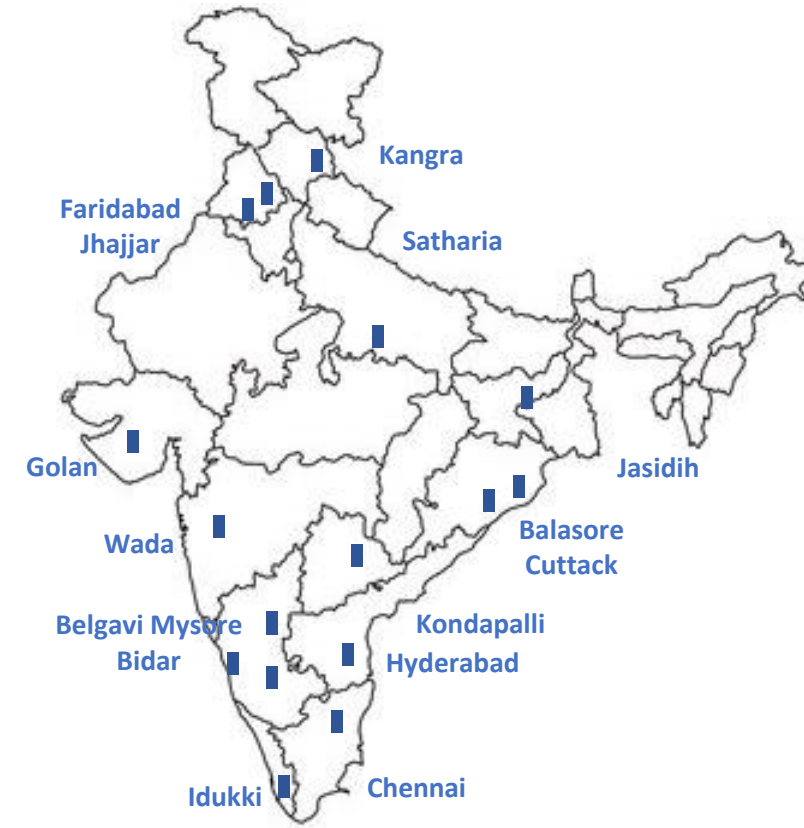 Kangra
Faridabad
Jhajjar
Satharia
Golan
Jasidih
Wada
Balasore
Cuttack
Belgavi Mysore
Bidar
Kondapalli
Hyderabad
Idukki
Chennai